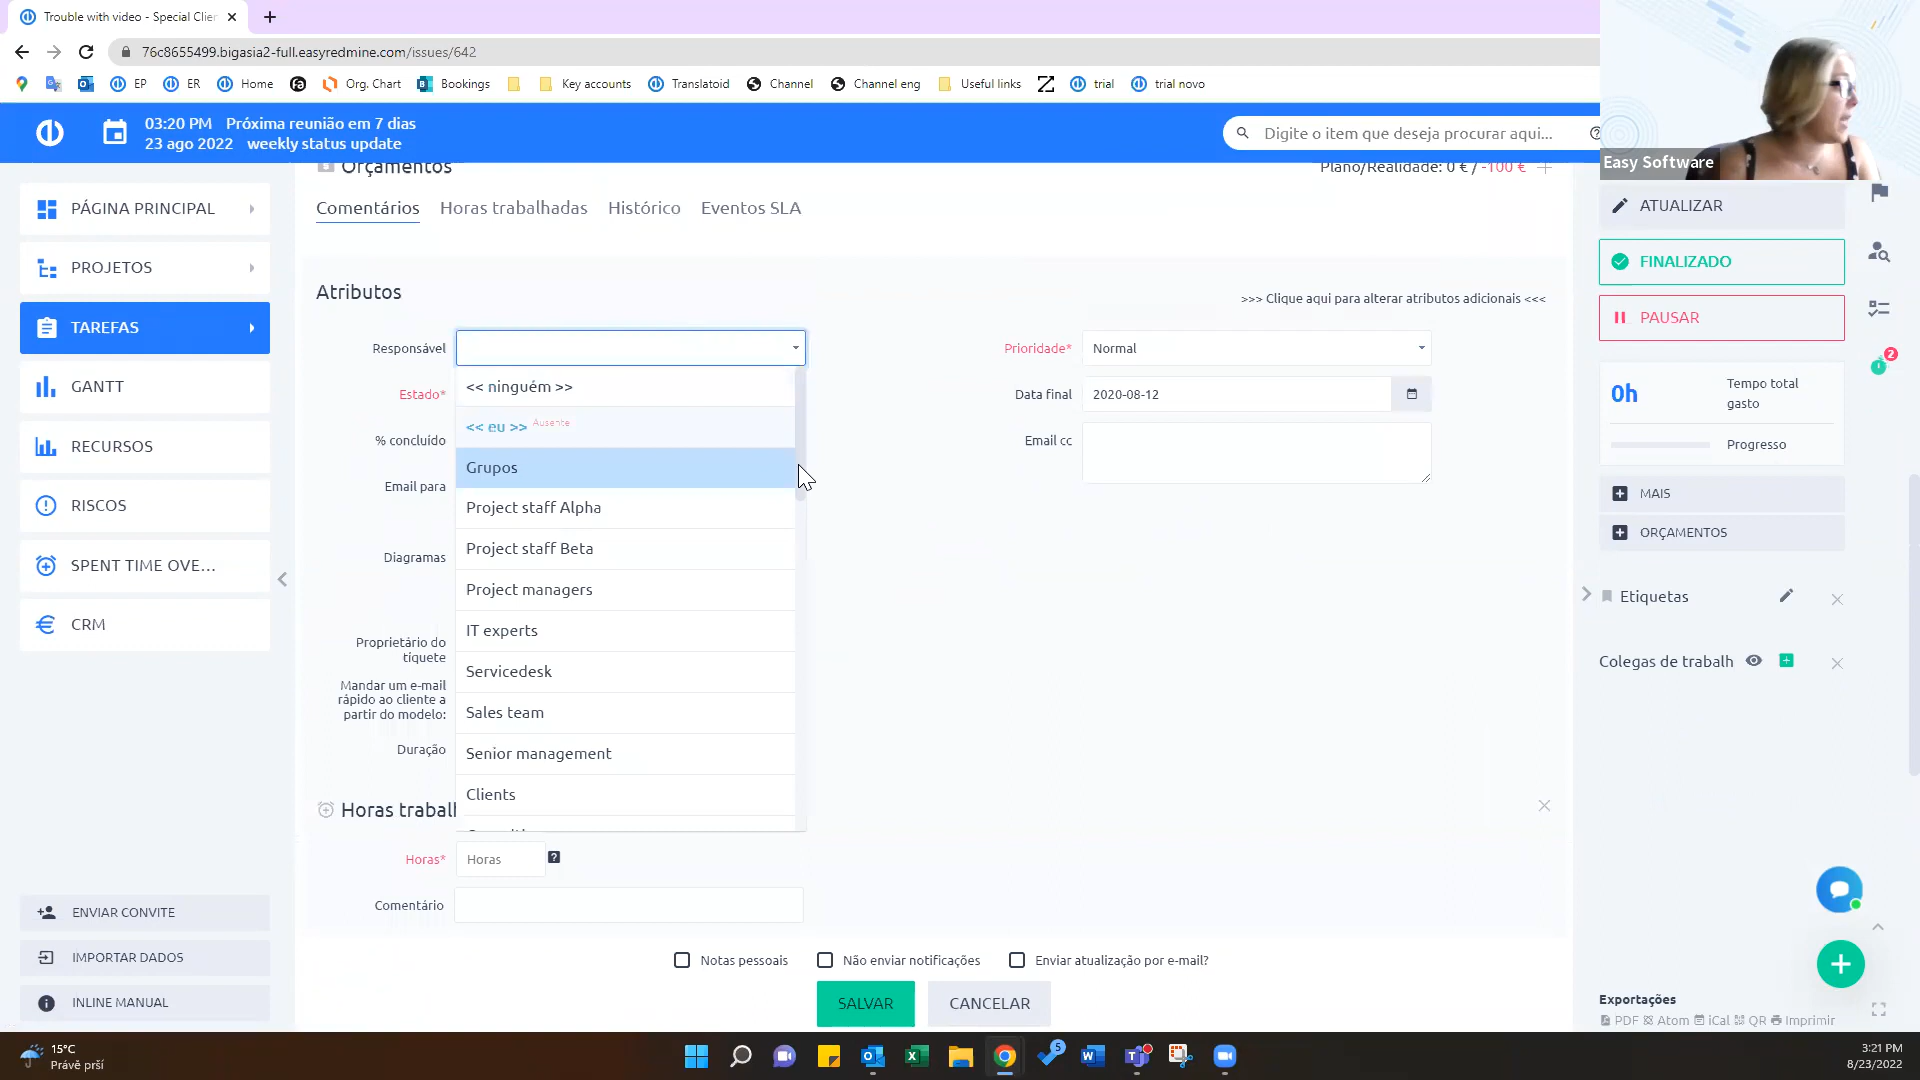 Trouble with video - Special Clien
76c8655499.bigasia2-full.easyredmine.com/issues/642
EP
ER
Home
Org. Chart
Bookings
Key accounts
Translatoid
Channel
Channel eng
Useful links
trial
trial novo
03:20 PM Próxima reunião em 7 dias
23 ago 2022 weekly status update
Digite o item que deseja procurar aqui...
Easy Software
PÁGINA PRINCIPAL
PROJETOS
TAREFAS
GANTT
RECURSOS
RISCOS
SPENT TIME OVE...
CRM
ENVIAR CONVITE
IMPORTAR DADOS
INLINE MANUAL
Orçamentos
Plano/Realidade: 0 € / -100 €
Comentários Horas trabalhadas Histórico Eventos SLA
Atributos
>>> Clique aqui para alterar atributos adicionais <<<
Responsável
Estado*
% concluído
Email para
Diagramas
Proprietário do
tíquete
Mandar um e-mail
rápido ao cliente a
partir do modelo:
Duração
<< ninguém >>
<< eu >> Ausente
Grupos
Project staff Alpha
Project staff Beta
Project managers
IT experts
Servicedesk
Sales team
Senior management
Clients
Prioridade* Normal
Data final 2020-08-12
Email cc
Horas trabal
Horas* Horas ?
Comentário
Notas pessoais
Não enviar notificações
Enviar atualização por e-mail?
SALVAR
CANCELAR
ATUALIZAR
FINALIZADO
PAUSAR
2
0h
Tempo total
gasto
Progresso
MAIS
ORÇAMENTOS
Etiquetas
Colegas de trabalh
Exportações
PDF Atom iCal QR Imprimir
15°C
Právě prší
5
3:21 PM
8/23/2022